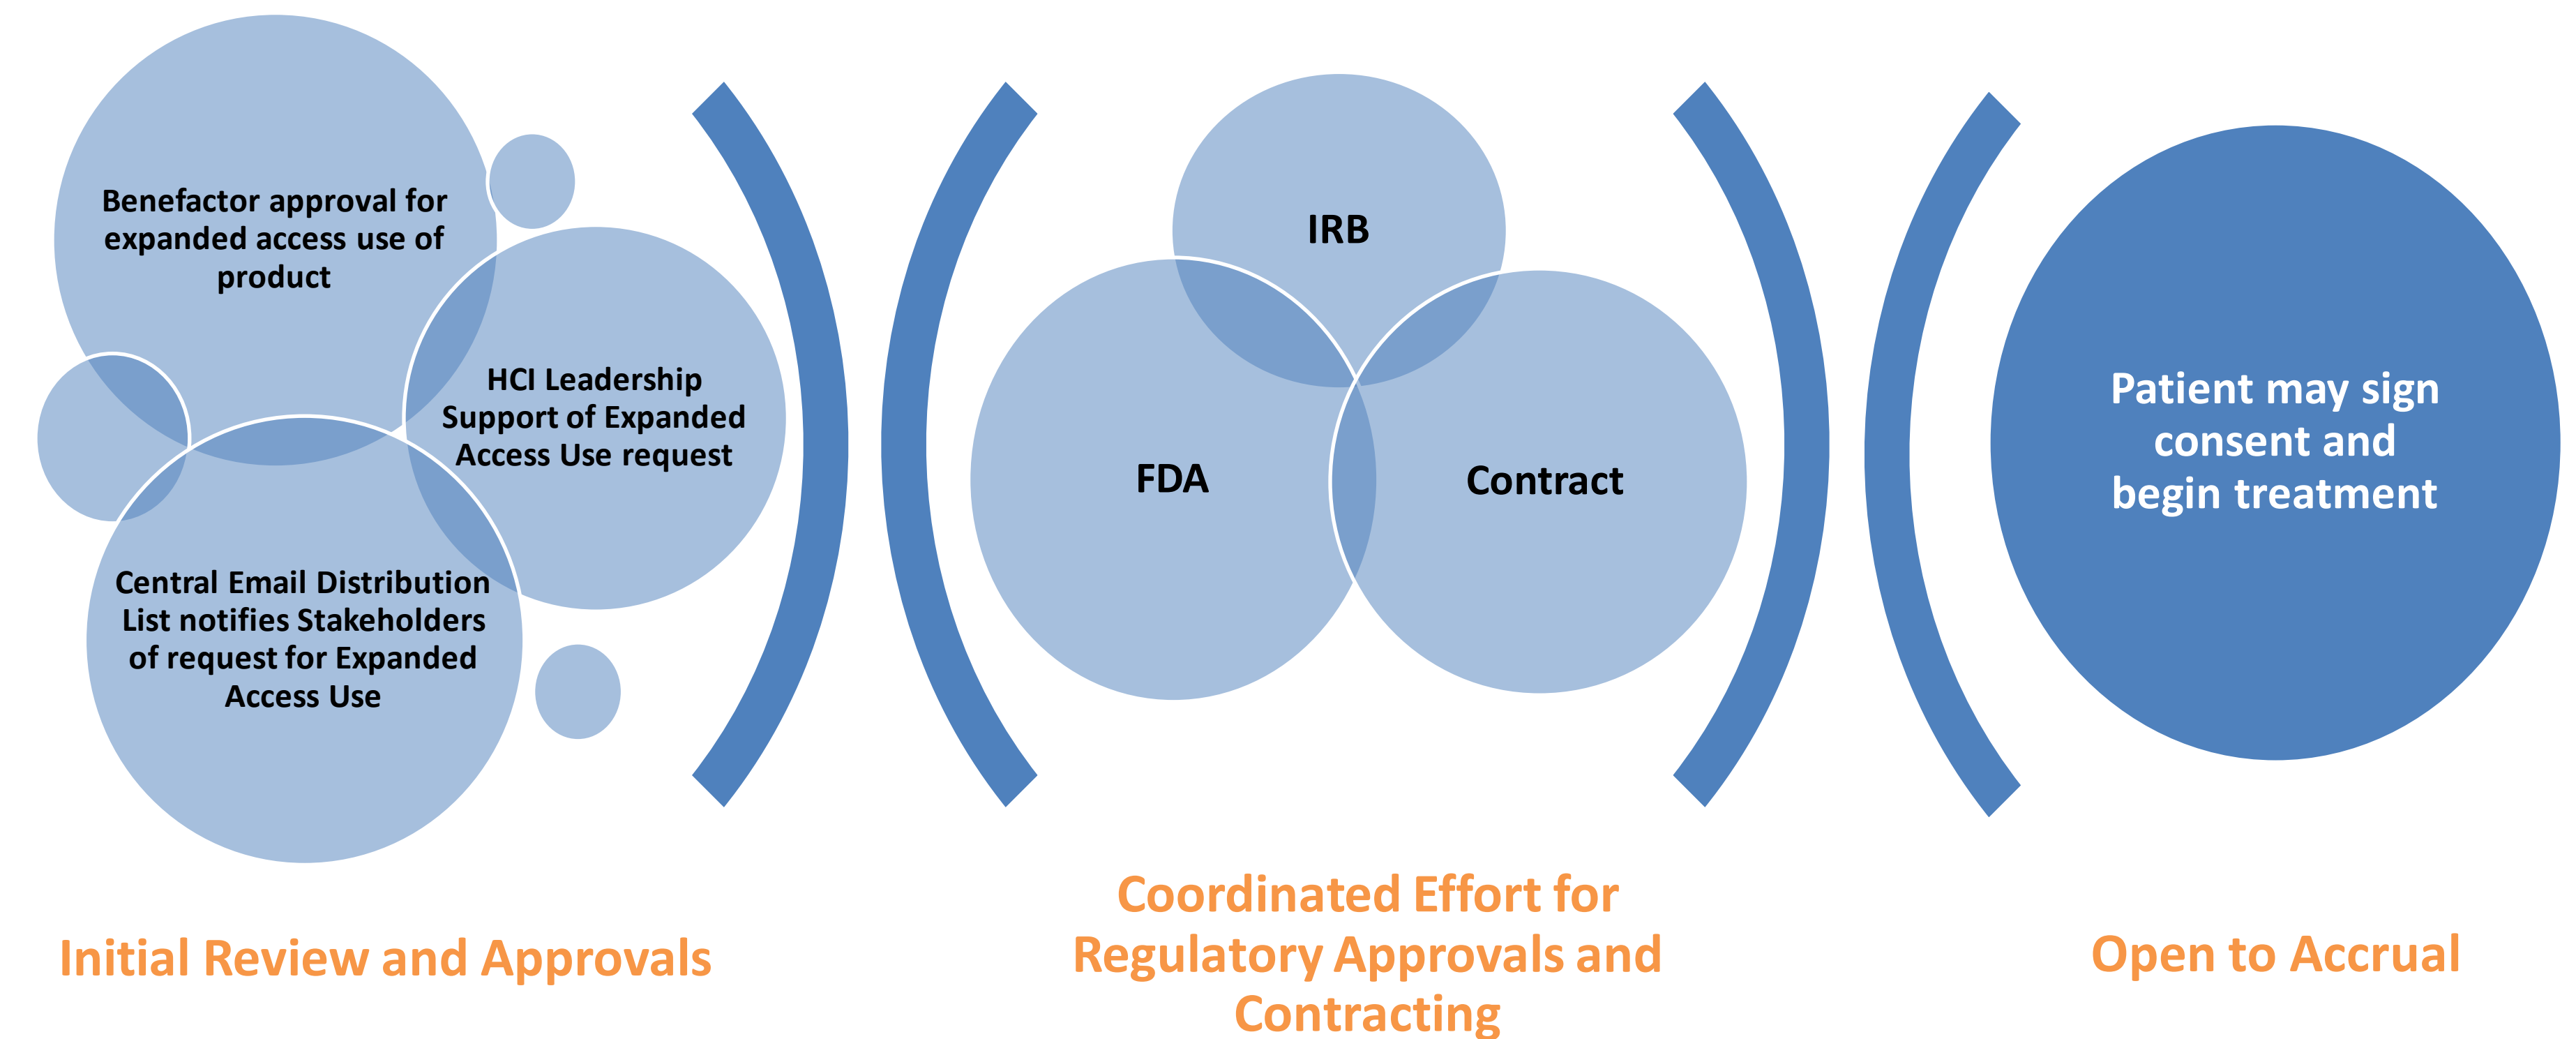 Benefactor approval for
expanded access use of
product
HCI Leadership
Support of Expanded
Access Use request
Central Email Distribution
List notifies Stakeholders
of request for Expanded
Access Use
Initial Review and Approvals
IRB
FDA
Contract
Coordinated Effort for
Regulatory Approvals and
Contracting
Patient may sign
consent and
begin treatment
Open to Accrual